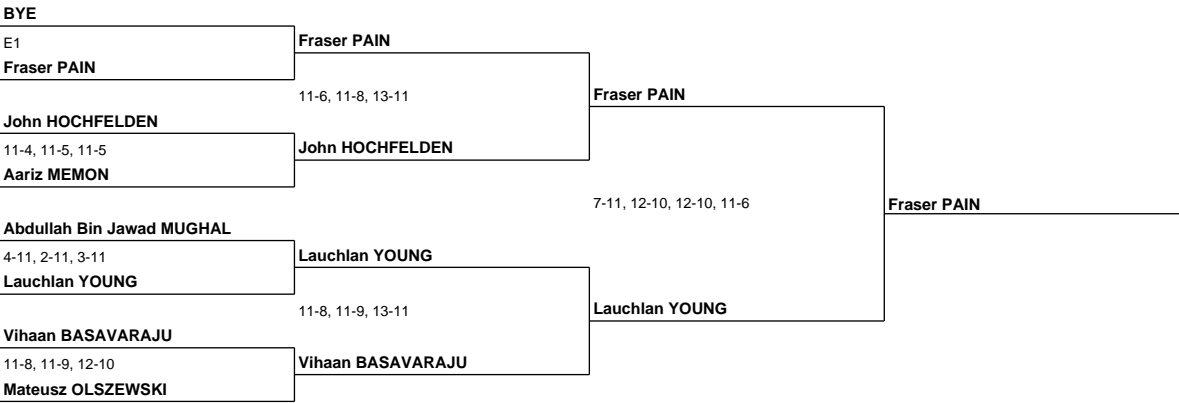 BYE
E1
Fraser PAIN
Fraser PAIN
11-6, 11-8, 13-11
Fraser PAIN
John HOCHFELDEN
11-4, 11-5, 11-5
John HOCHFELDEN
Aariz MEMON
7-11, 12-10, 12-10, 11-6
Fraser PAIN
Abdullah Bin Jawad MUGHAL
4-11, 2-11, 3-11
Lauchlan YOUNG
Lauchlan YOUNG
11-8, 11-9, 13-11
Lauchlan YOUNG
Vihaan BASAVARAJU
11-8, 11-9, 12-10
Vihaan BASAVARAJU
Mateusz OLSZEWSKI